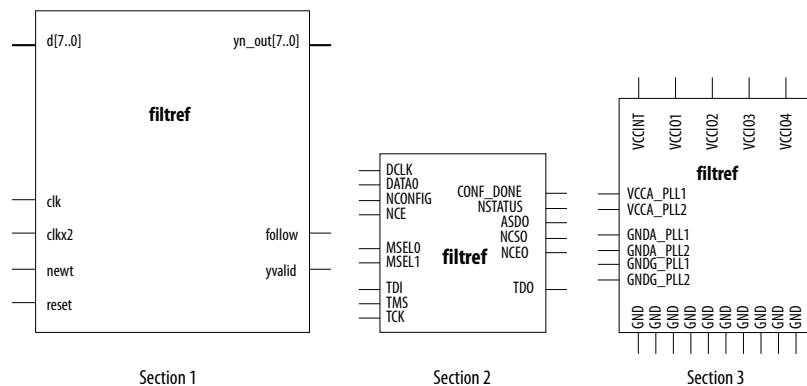 d[7..0] yn_out[7..0]
filtref
clk
clkx2 follow
newt yvalid
reset
Section 1
DCLK
DATA0
NCONFIG
NCE
CONF_DONE
NSTATUS
ASDO
NCSO
NCEO
MSEL0
MSEL1
filtref
TDI TDO
TMS
TCK
Section 2
VCCINT VCCIO1 VCCIO2 VCCIO3 VCCIO4
filtref
VCCA_PLL1
VCCA_PLL2
GNDA_PLL1
GNDA_PLL2
GNDG_PLL1
GNDG_PLL2
GND GND GND GND GND GND GND GND GND GND
Section 3